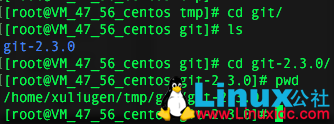 [[root@VM_47_56_centos tmp]# cd git/
[[root@VM_47_56_centos git]# ls
git-2.3.0
[[root@VM_47_56_centos git]# cd git-2.3.0/
[[root@VM_47_56_centos git-2.3.0]# pwd
/home/xuliugen/tmp/g
Linux公社
www.Linuxidc.com